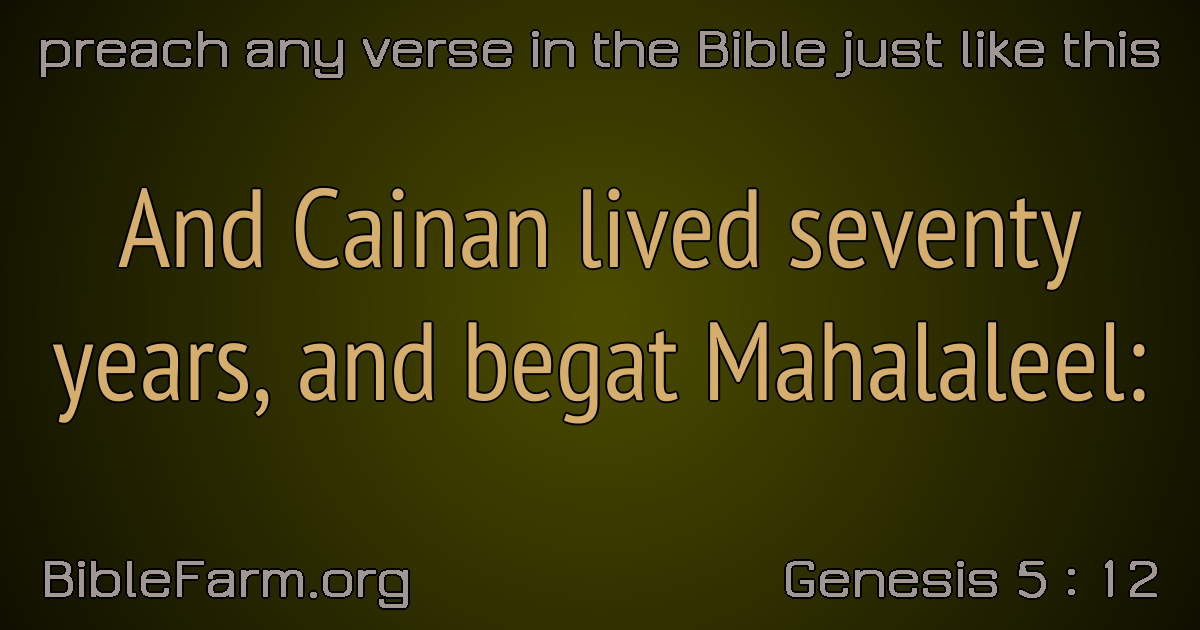 preach any verse in the Bible just like this
And Cainan lived seventy
years, and begat Mahalaleel:
BibleFarm.org
Genesis 5 : 12